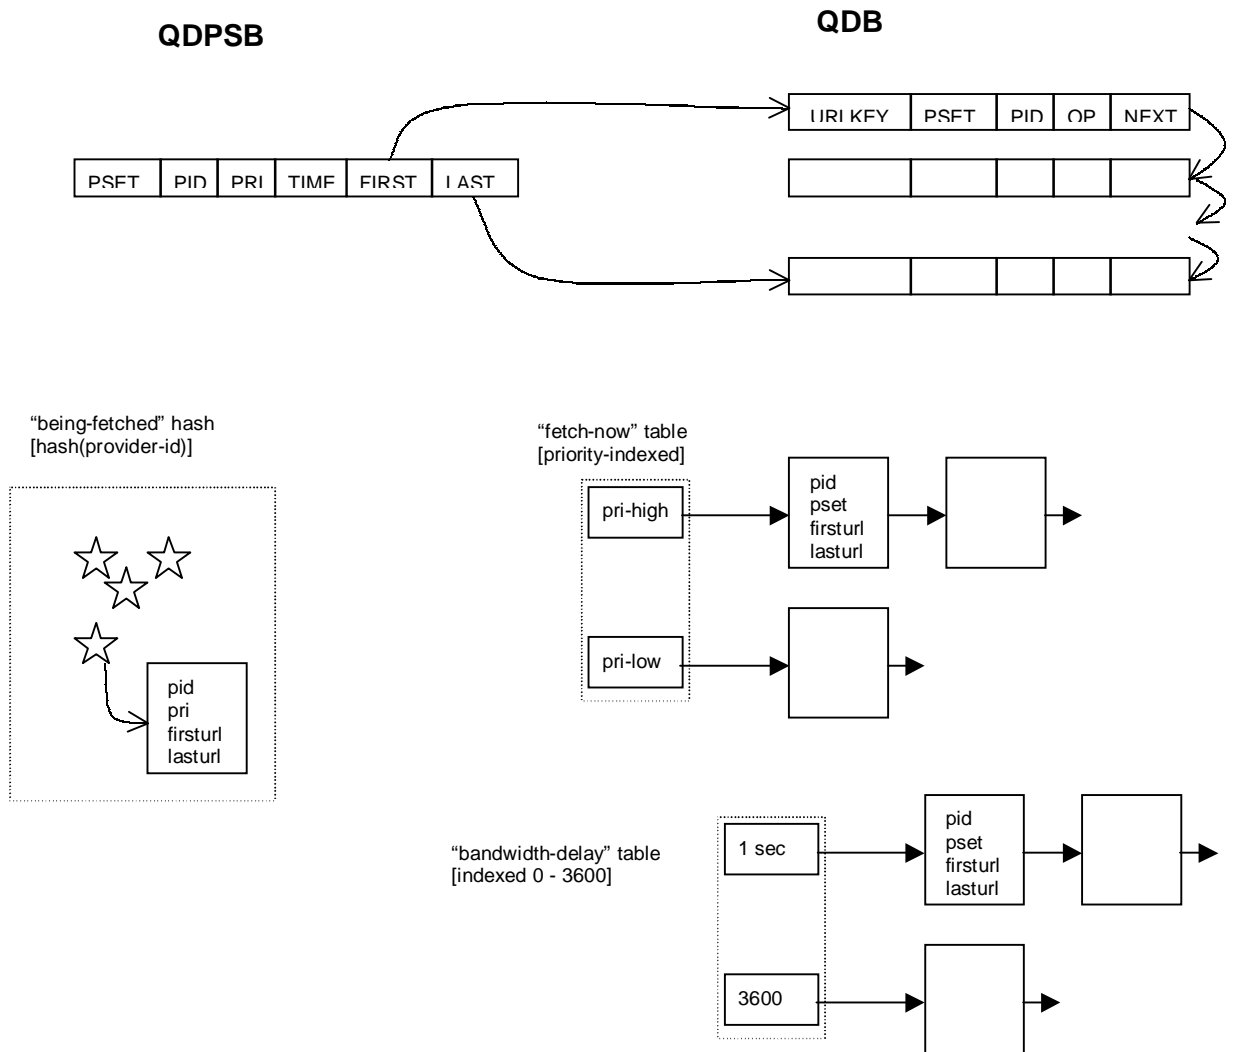 QDPSB
QDB
URLKEY PSET PID OP NEXT
PSET PID PRI TIME FIRST LAST
“being-fetched” hash
[hash(provider-id)]
pid
pri
firsturl
lasturl
“fetch-now” table
[priority-indexed]
pri-high
pid
pset
firsturl
lasturl
pri-low
“bandwidth-delay” table
[indexed 0 - 3600]
1 sec
pid
pset
firsturl
lasturl
3600